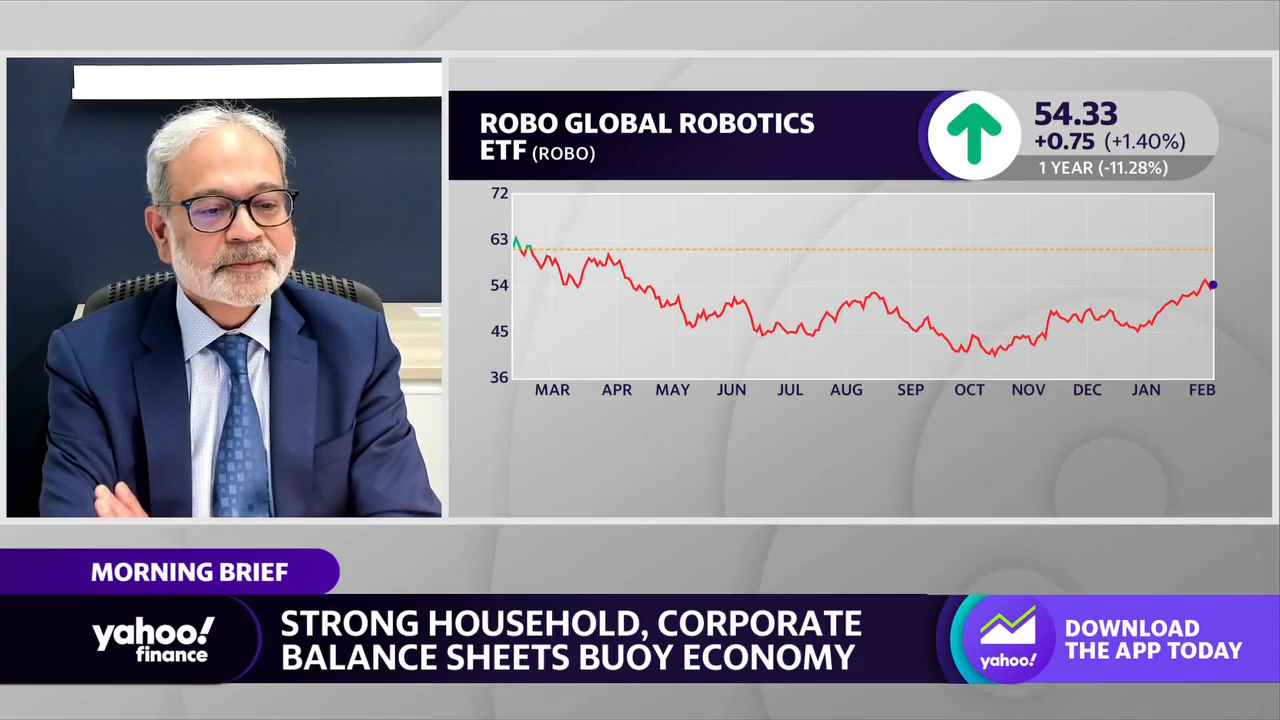 ROBO GLOBAL ROBOTICS
ETF (ROBO)
54.33
+0.75 (+1.40%)
1 YEAR (-11.28%)
72
63
54
45
36
MAR APR MAY JUN JUL AUG SEP OCT NOV DEC JAN FEB
MORNING BRIEF
yahoo!
finance
STRONG HOUSEHOLD, CORPORATE
BALANCE SHEETS BUOY ECONOMY
yahoo!
DOWNLOAD
THE APP TODAY